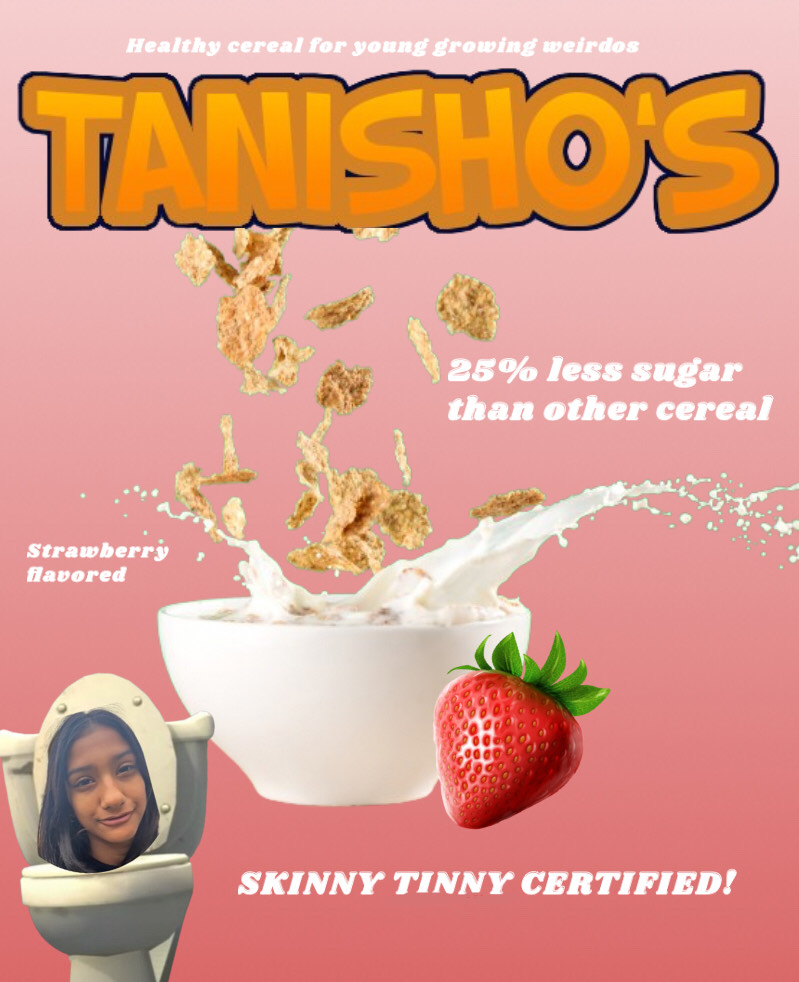 Healthy cereal for young growing weirdos
TANISHO'S
25% less sugar
than other cereal
Strawberry
flavored
SKINNY TINNY CERTIFIED!